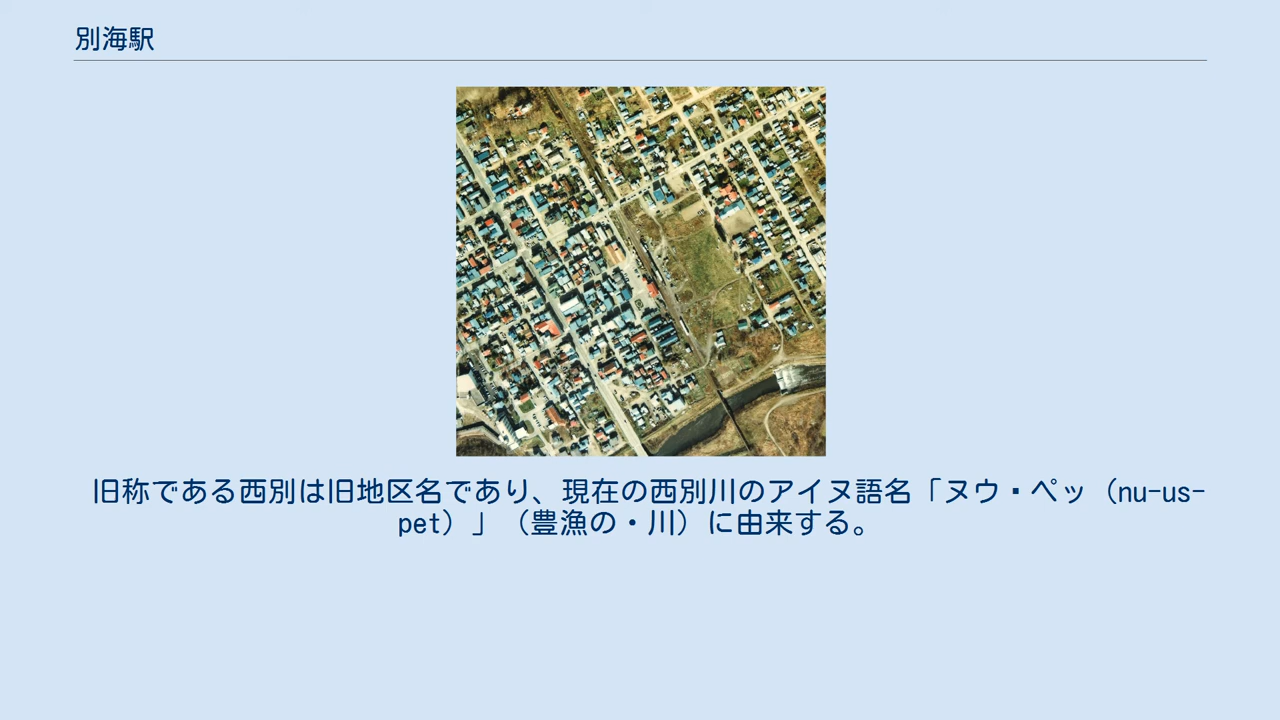 別海駅
旧称である西別は旧地区名であり、現在の西別川のアイヌ語名「ヌウㇱペッ（nu-us-
pet）」（豊漁の・川）に由来する。